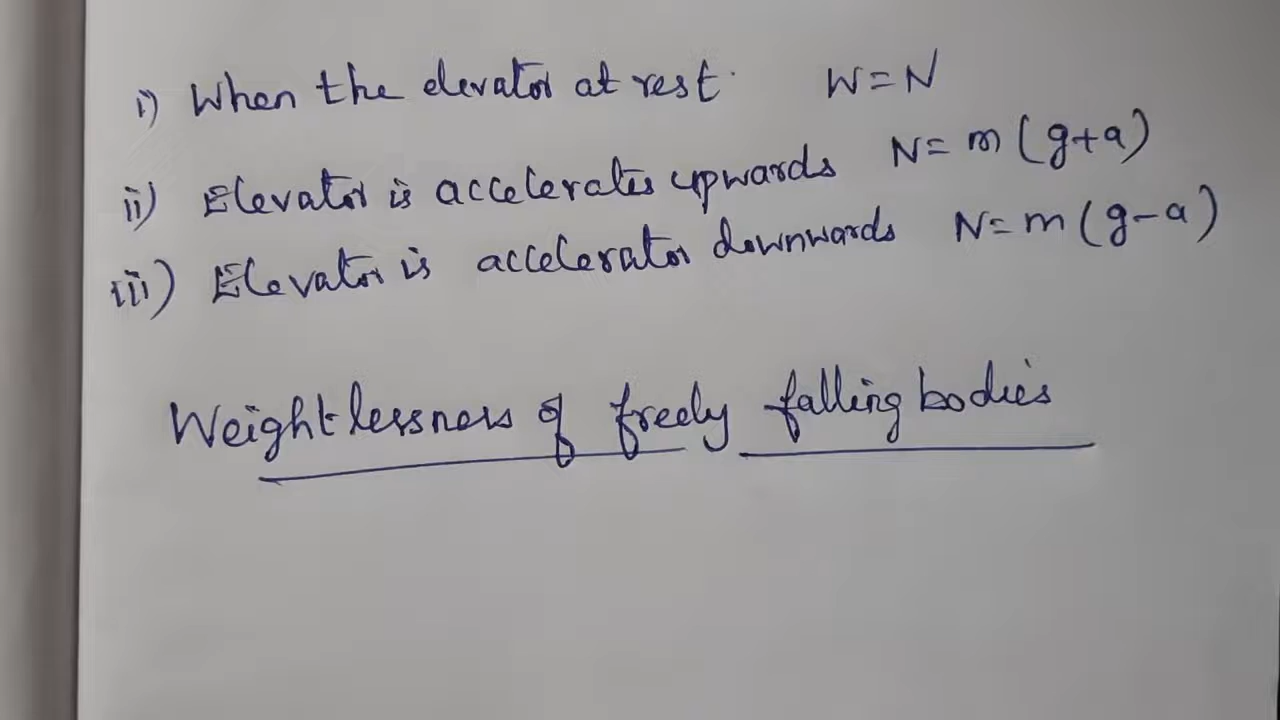 i) When the elevator at rest. W = N
ii) Elevator is accelerates upwards N = m (g+a)
iii) Elevator is accelerator downwards N = m (g-a)
Weightlessness of freely falling bodies